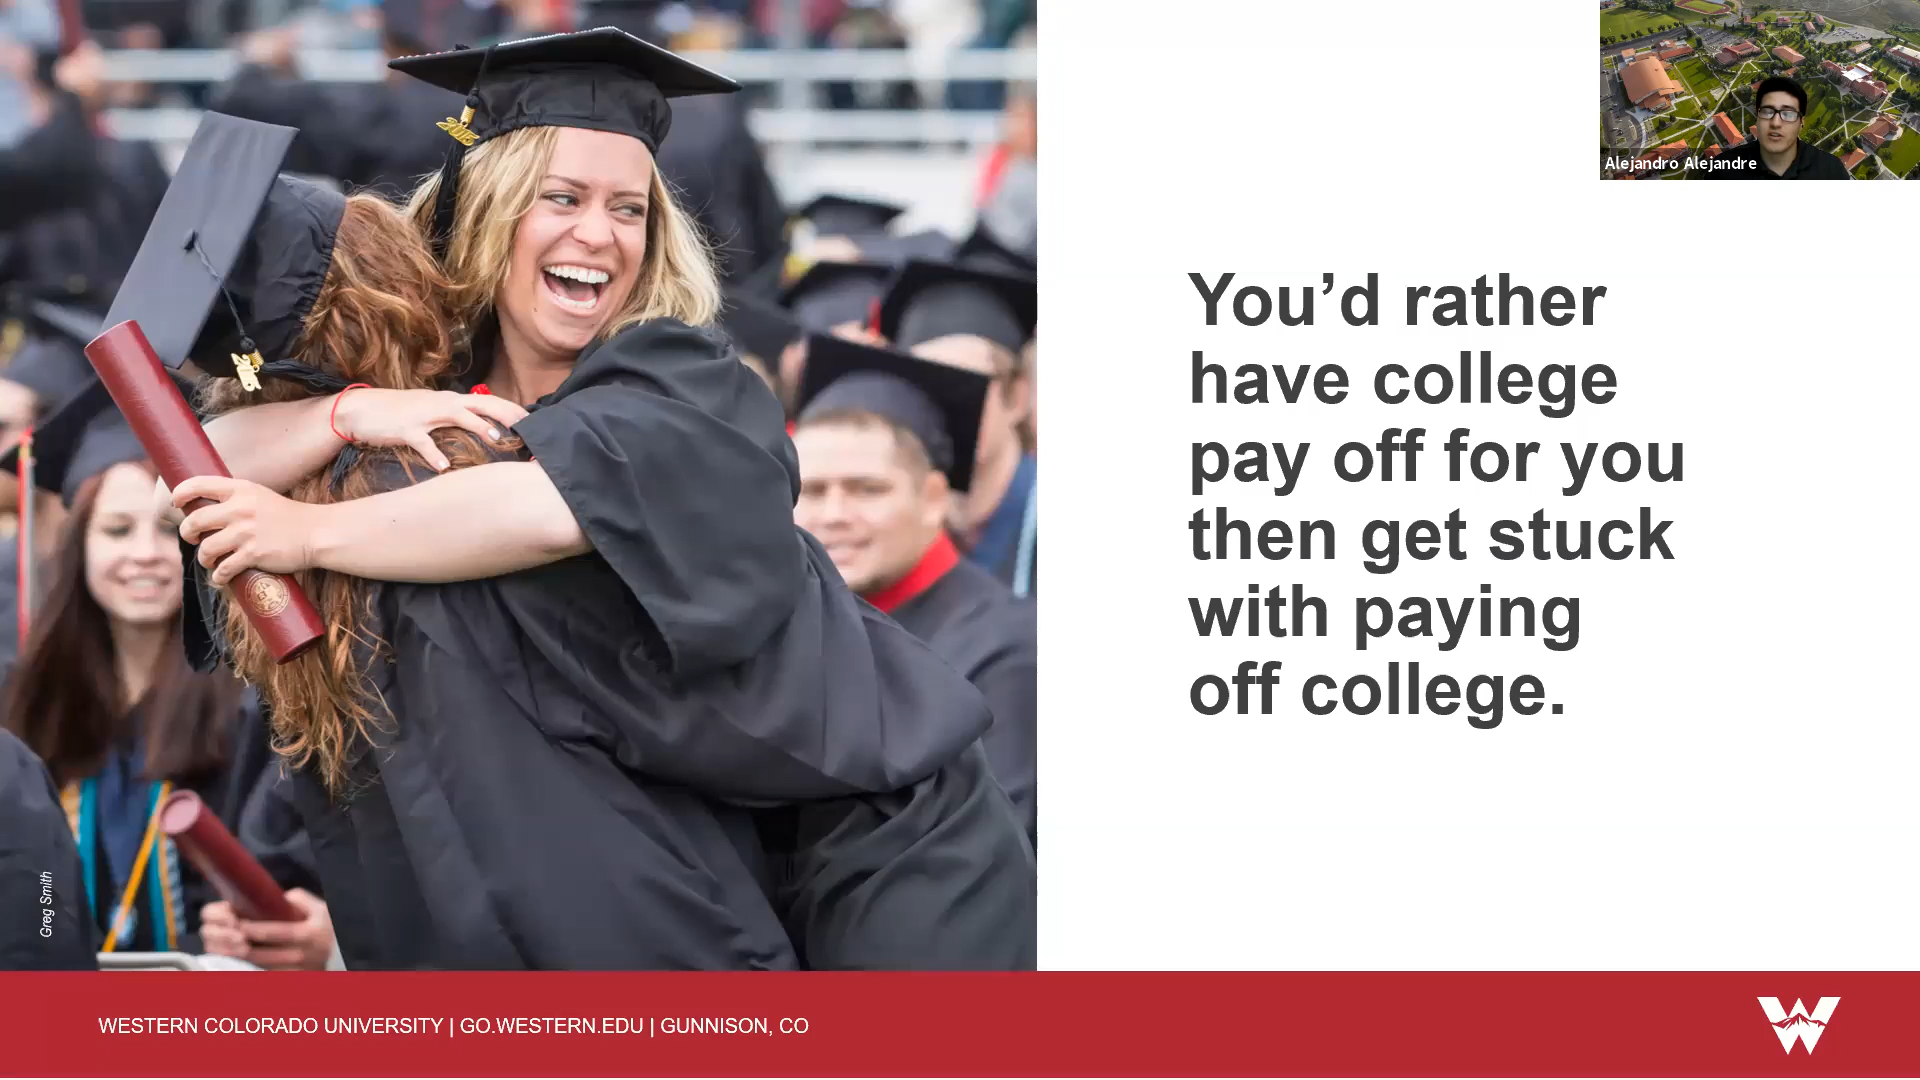 Alejandro Alejandre
You’d rather
have college
pay off for you
then get stuck
with paying
off college.
2015
Greg Smith
WESTERN COLORADO UNIVERSITY | GO.WESTERN.EDU | GUNNISON, CO
W